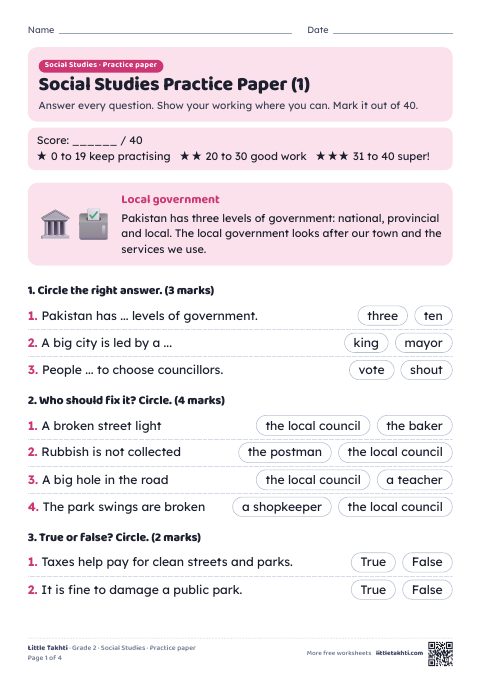 Name
Date
Social Studies · Practice paper
Social Studies Practice Paper (1)
Answer every question. Show your working where you can. Mark it out of 40.
Score: ______ / 40
★ 0 to 19 keep practising ★★ 20 to 30 good work ★★★ 31 to 40 super!
Local government
Pakistan has three levels of government: national, provincial
and local. The local government looks after our town and the
services we use.
1. Circle the right answer. (3 marks)
1. Pakistan has ... levels of government. three ten
2. A big city is led by a ... king mayor
3. People ... to choose councillors. vote shout
2. Who should fix it? Circle. (4 marks)
1. A broken street light the local council the baker
2. Rubbish is not collected the postman the local council
3. A big hole in the road the local council a teacher
4. The park swings are broken a shopkeeper the local council
3. True or false? Circle. (2 marks)
1. Taxes help pay for clean streets and parks. True False
2. It is fine to damage a public park. True False
Little Takhti · Grade 2 · Social Studies · Practice paper
Page 1 of 4
More free worksheets littletakhti.com